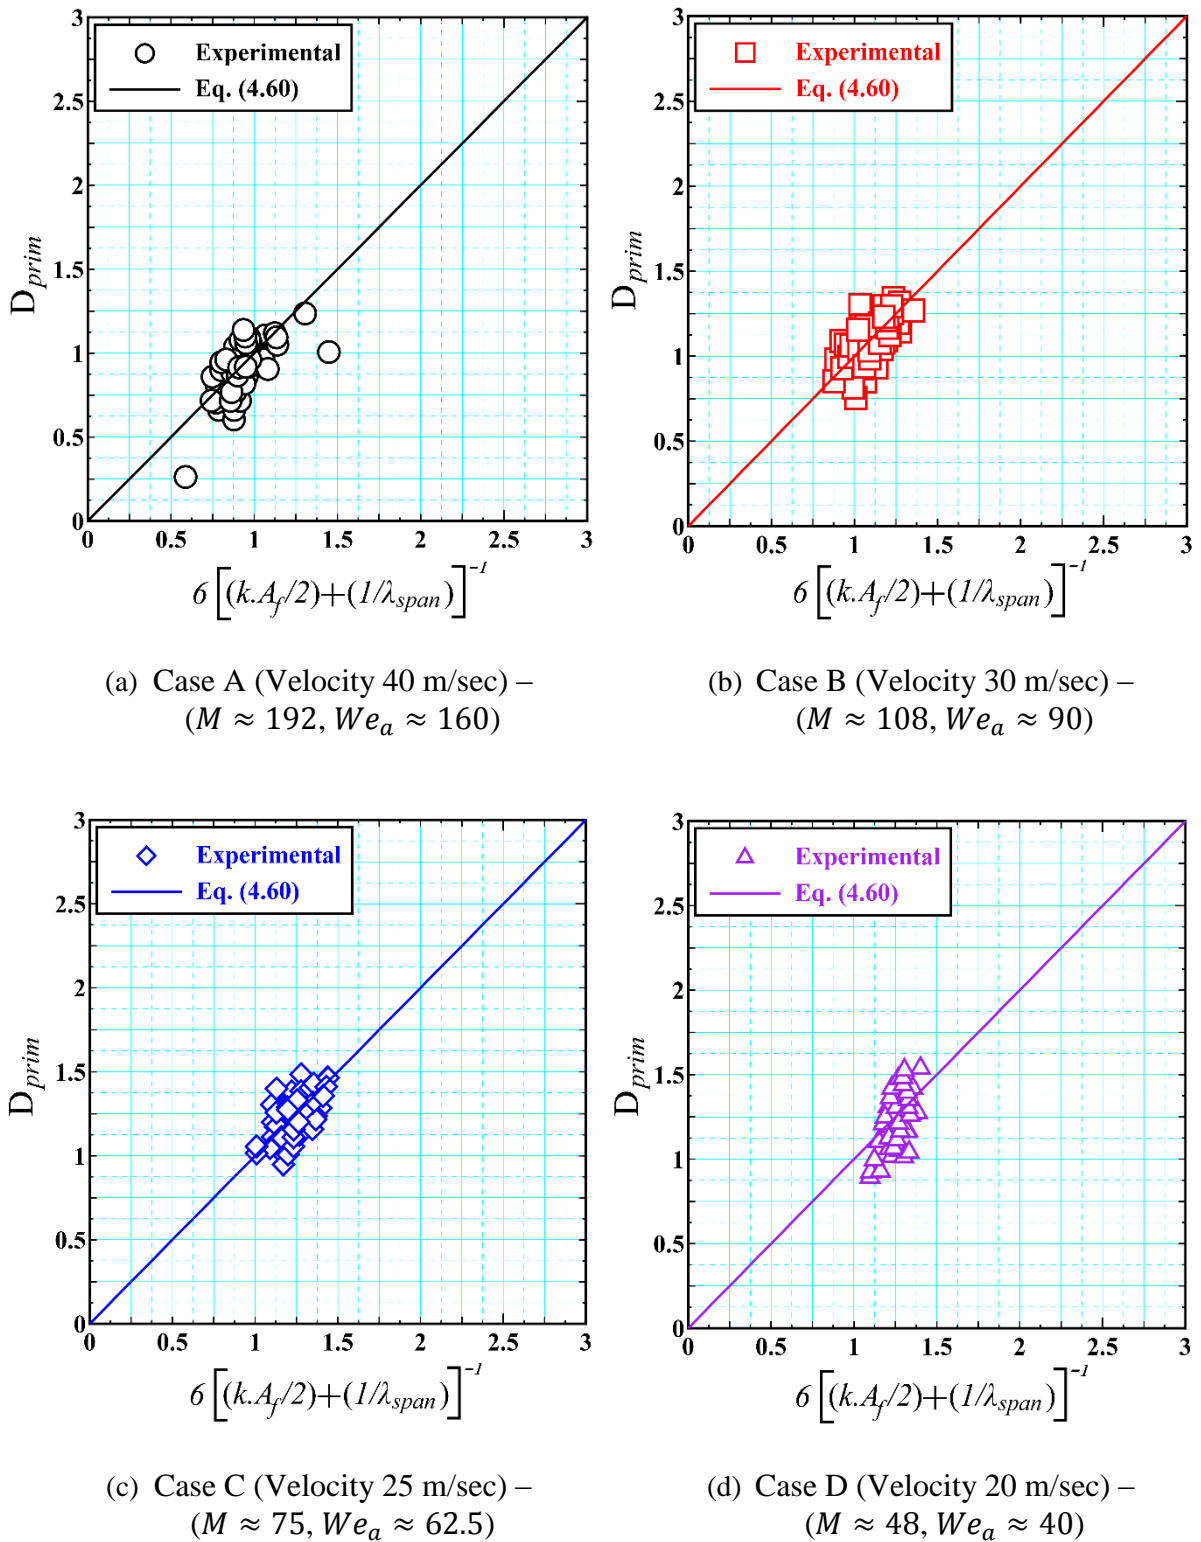 3
Experimental
Eq. (4.60)
2.5
2
1.5
1
0.5
0
D_prim
0 0.5 1 1.5 2 2.5 3
6[(k.A_f/2)+(1/λ_span)]^-1
(a) Case A (Velocity 40 m/sec) –
(M ≈ 192, We_a ≈ 160)
3
Experimental
Eq. (4.60)
2.5
2
1.5
1
0.5
0
D_prim
0 0.5 1 1.5 2 2.5 3
6[(k.A_f/2)+(1/λ_span)]^-1
(b) Case B (Velocity 30 m/sec) –
(M ≈ 108, We_a ≈ 90)
3
Experimental
Eq. (4.60)
2.5
2
1.5
1
0.5
0
D_prim
0 0.5 1 1.5 2 2.5 3
6[(k.A_f/2)+(1/λ_span)]^-1
(c) Case C (Velocity 25 m/sec) –
(M ≈ 75, We_a ≈ 62.5)
3
Experimental
Eq. (4.60)
2.5
2
1.5
1
0.5
0
D_prim
0 0.5 1 1.5 2 2.5 3
6[(k.A_f/2)+(1/λ_span)]^-1
(d) Case D (Velocity 20 m/sec) –
(M ≈ 48, We_a ≈ 40)